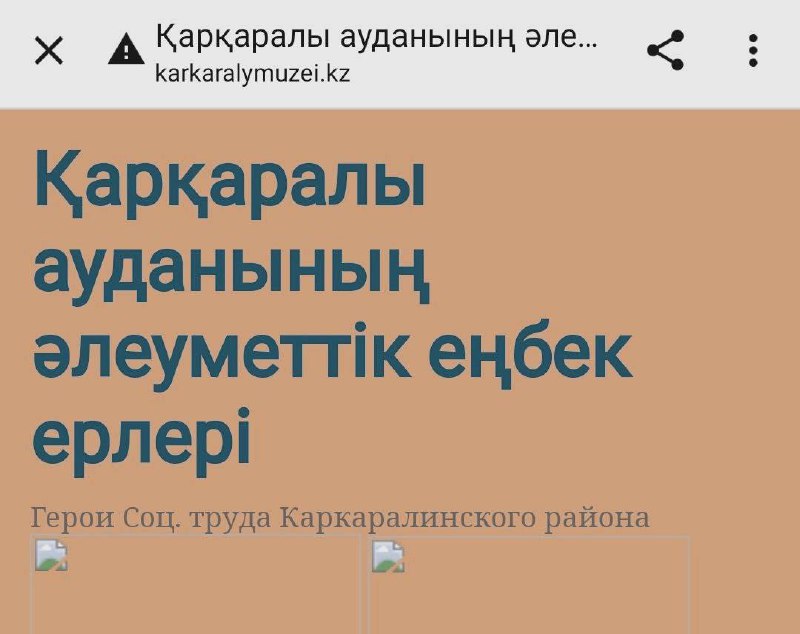 Қарқаралы ауданының әле...
karkaralymuzei.kz
Қарқаралы
ауданының
әлеуметтік еңбек
ерлері
Герои Соц. труда Каркаралинского района